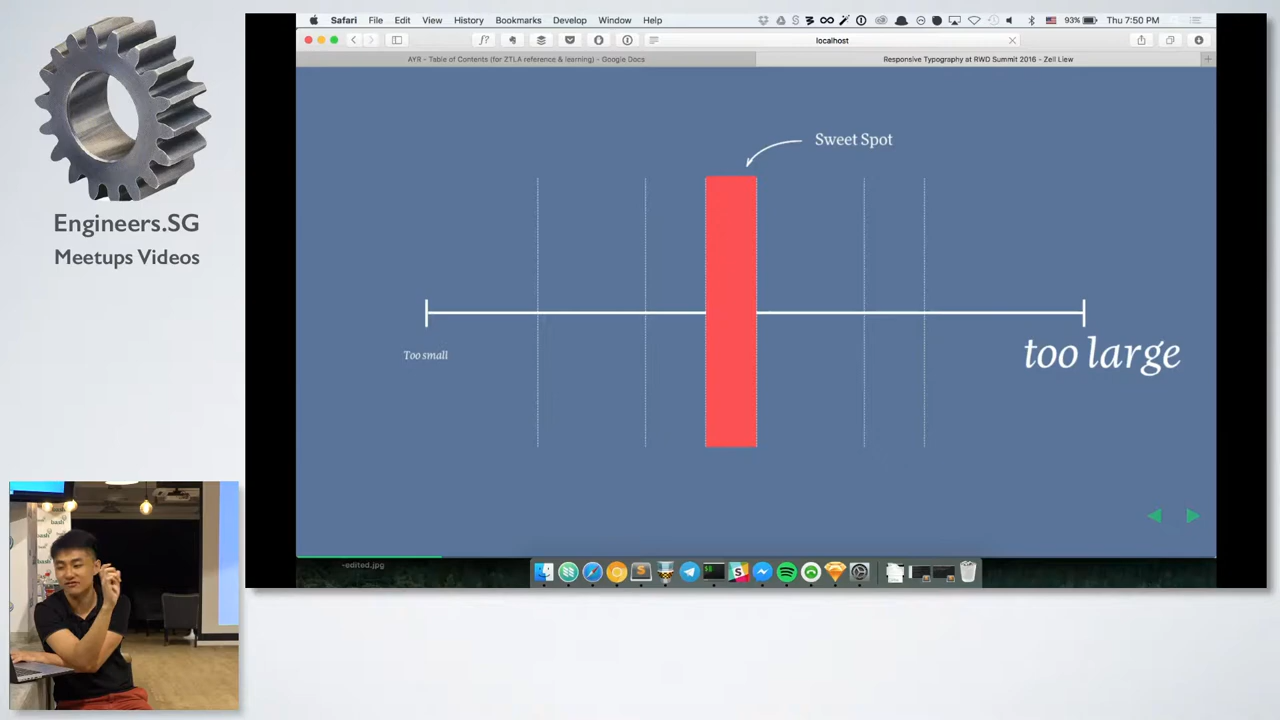 Safari File Edit View History Bookmarks Develop Window Help 93% Thu 7:50 PM
localhost
AYR - Table of Contents (for ZTLA reference & learning) - Google Docs
Responsive Typography at RWD Summit 2016 - Zell Liew
Sweet Spot
Too small
too large
-edited.jpg
Engineers.SG
Meetups Videos